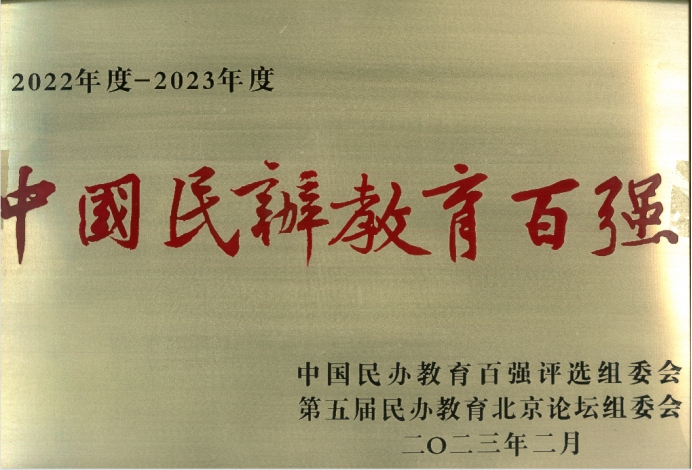 2022年度-2023年度
中國民辦教育百强
中国民办教育百强评选组委会
第五届民办教育北京论坛组委会
二〇二三年二月